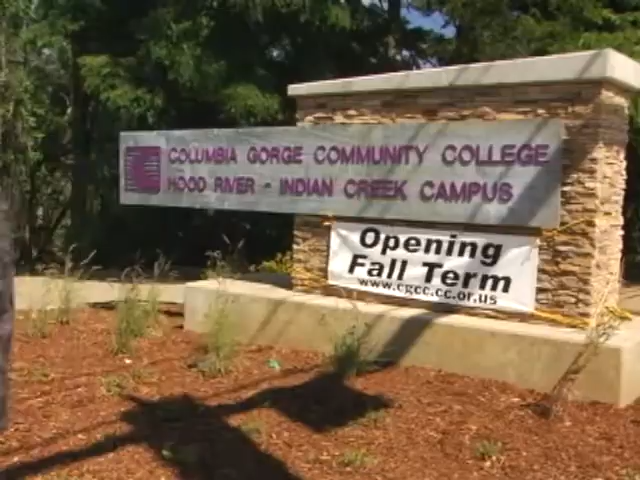 COLUMBIA GORGE COMMUNITY COLLEGE
HOOD RIVER - INDIAN CREEK CAMPUS
Opening
Fall Term
www.cgcc.cc.or.us